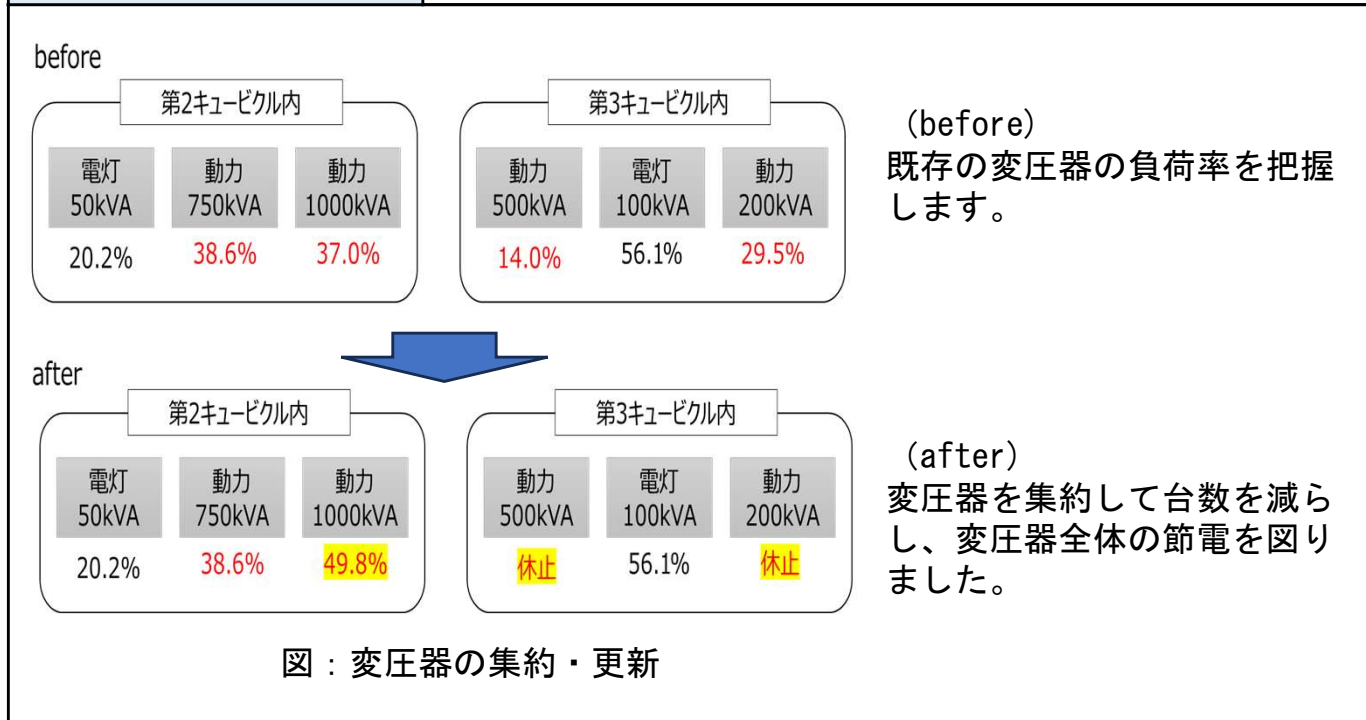 before
第2キュービクル内
電灯
50kVA
20.2%
動力
750kVA
38.6%
動力
1000kVA
37.0%
第3キュービクル内
動力
500kVA
14.0%
電灯
100kVA
56.1%
動力
200kVA
29.5%
（before）
既存の変圧器の負荷率を把握
します。
after
第2キュービクル内
電灯
50kVA
20.2%
動力
750kVA
38.6%
動力
1000kVA
49.8%
第3キュービクル内
動力
500kVA
休止
電灯
100kVA
56.1%
動力
200kVA
休止
（after）
変圧器を集約して台数を減ら
し、変圧器全体の節電を図り
ました。
図：変圧器の集約・更新